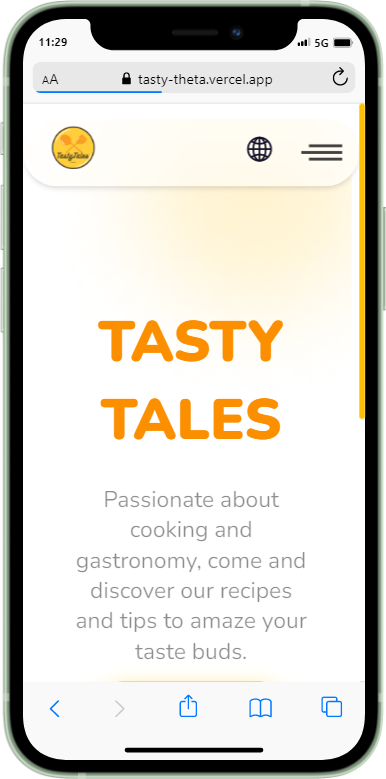 11:29
5G
AA
tasty-theta.vercel.app
TastyTales
TASTY
TALES
Passionate about
cooking and
gastronomy, come and
discover our recipes
and tips to amaze your
taste buds.